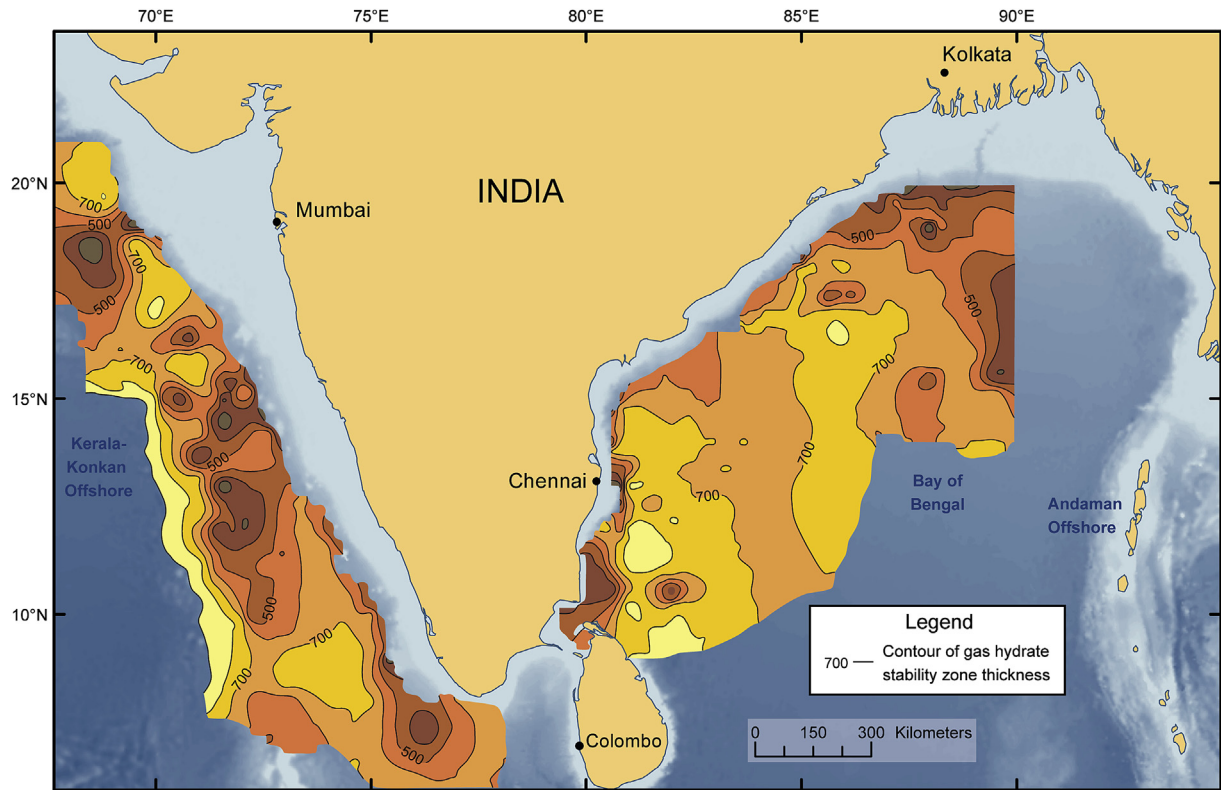 70°E 75°E 80°E 85°E 90°E
Kolkata
20°N
INDIA
Mumbai
700
500
700
500
500
500
700
700
15°N
Kerala-
Konkan
Offshore
500
700
Chennai
700
Bay of
Bengal
Andaman
Offshore
10°N
500
700
700
500
Legend
700 Contour of gas hydrate
stability zone thickness
0 150 300 Kilometers
Colombo